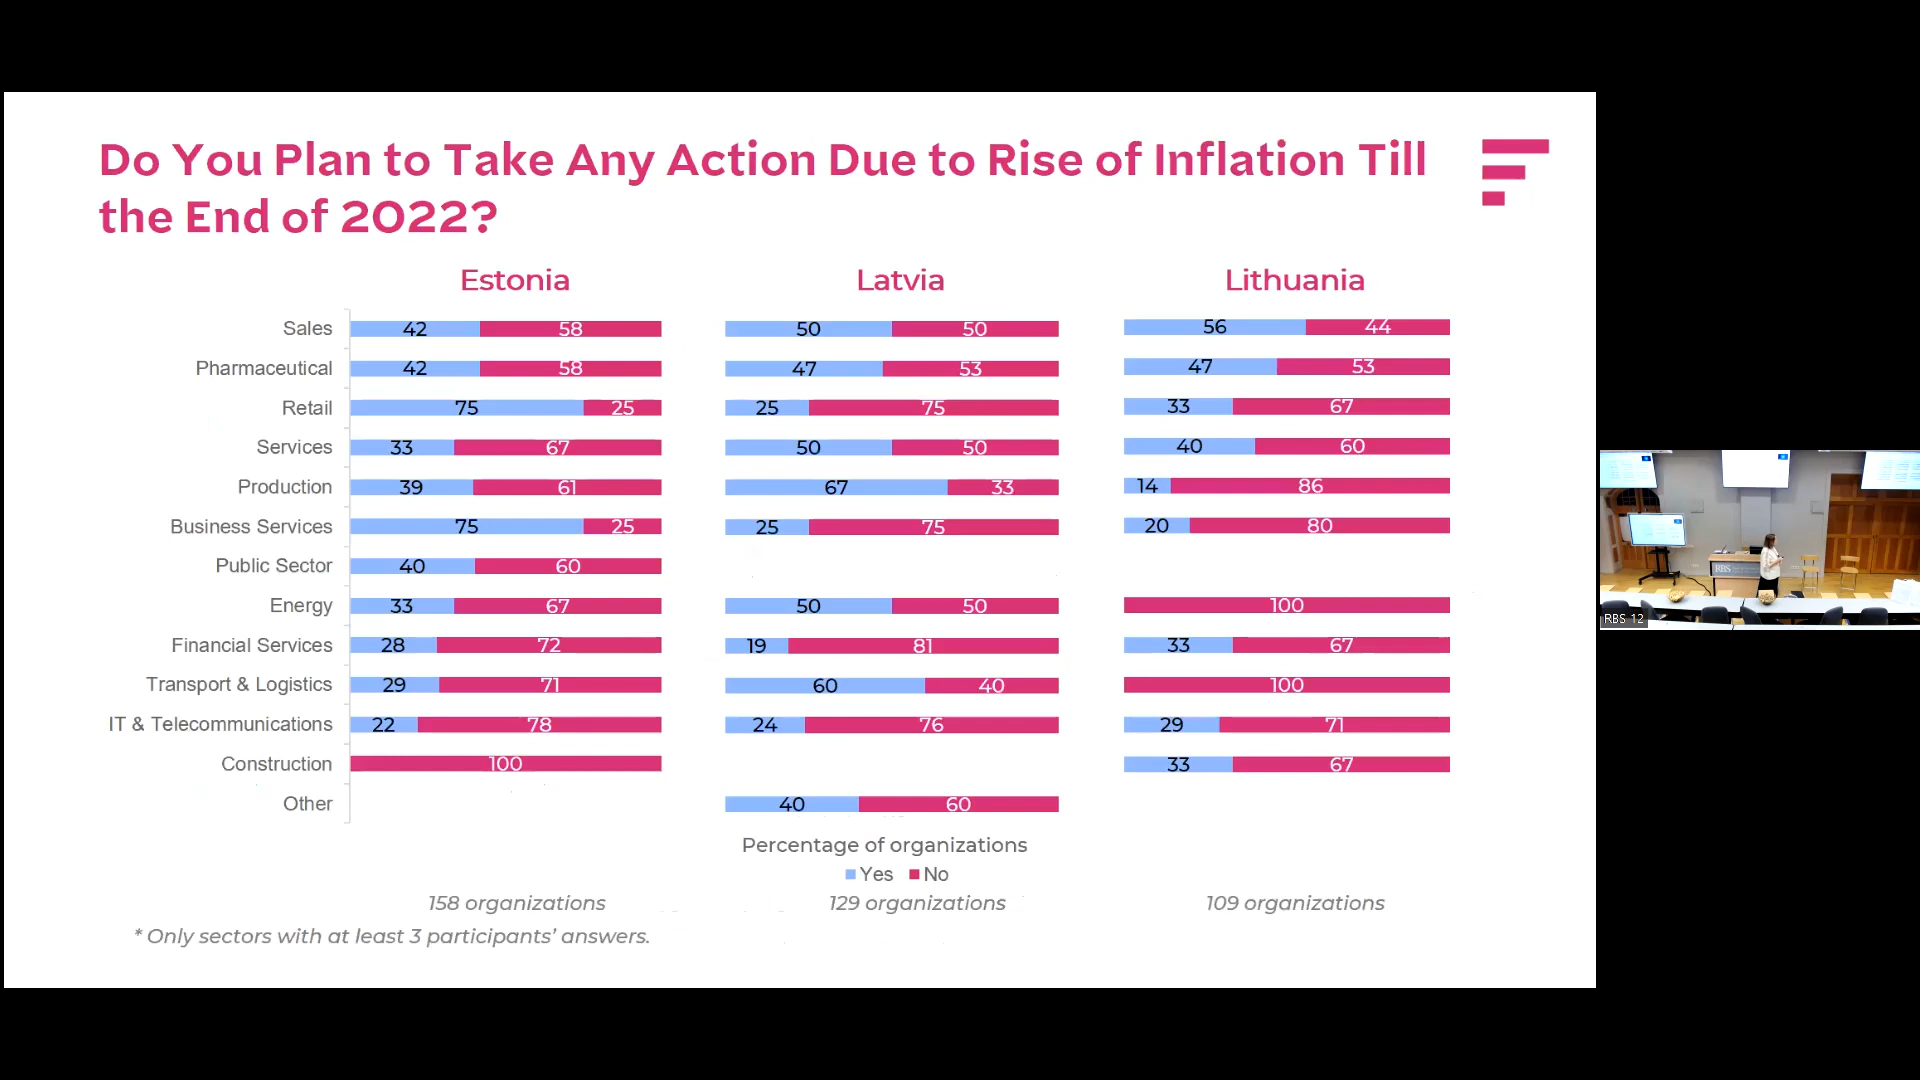 Do You Plan to Take Any Action Due to Rise of Inflation Till
the End of 2022?
Estonia Latvia Lithuania
Sales 42 58 50 50 56 44
Pharmaceutical 42 58 47 53 47 53
Retail 75 25 25 75 33 67
Services 33 67 50 50 40 60
Production 39 61 67 33 14 86
Business Services 75 25 25 75 20 80
Public Sector 40 60
Energy 33 67 50 50 100
Financial Services 28 72 19 81 33 67
Transport & Logistics 29 71 60 40 100
IT & Telecommunications 22 78 24 76 29 71
Construction 100 33 67
Other 40 60
Percentage of organizations
Yes No
158 organizations 129 organizations 109 organizations
* Only sectors with at least 3 participants’ answers.
RBS
RBS 12